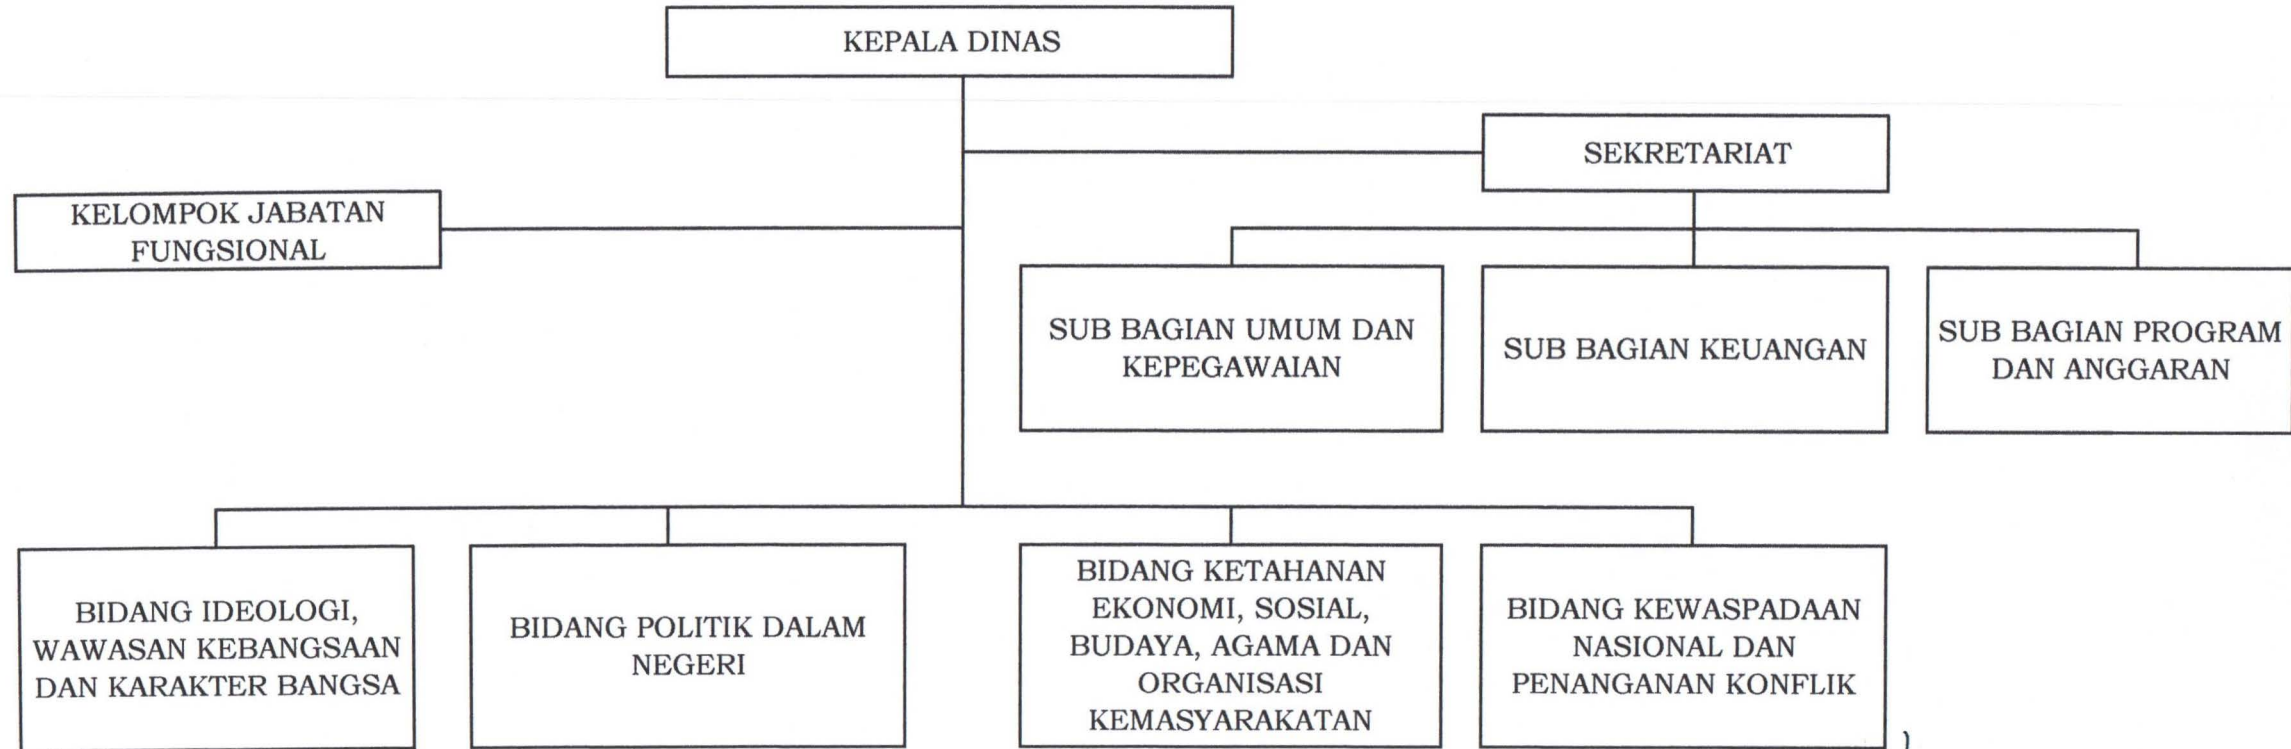 KEPALA DINAS
SEKRETARIAT
KELOMPOK JABATAN
FUNGSIONAL
SUB BAGIAN UMUM DAN
KEPEGAWAIAN
SUB BAGIAN KEUANGAN
SUB BAGIAN PROGRAM
DAN ANGGARAN
BIDANG IDEOLOGI,
WAWASAN KEBANGSAAN
DAN KARAKTER BANGSA
BIDANG POLITIK DALAM
NEGERI
BIDANG KETAHANAN
EKONOMI, SOSIAL,
BUDAYA, AGAMA DAN
ORGANISASI
KEMASYARAKATAN
BIDANG KEWASPADAAN
NASIONAL DAN
PENANGANAN KONFLIK